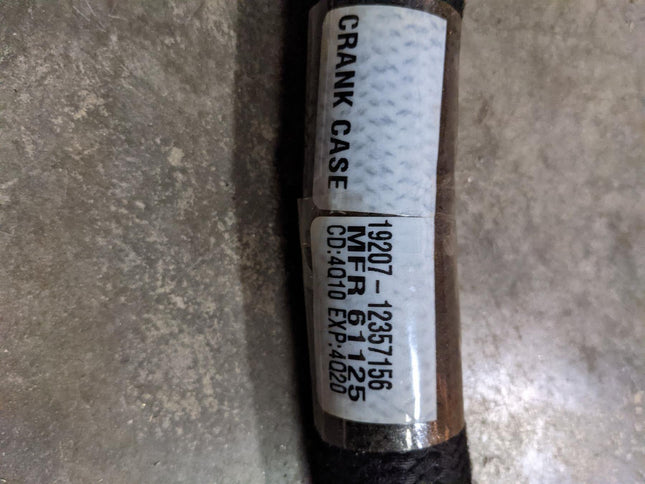 CRANK CASE
19207-12357156
MFR 61125
CD:4Q10 EXP:4Q20